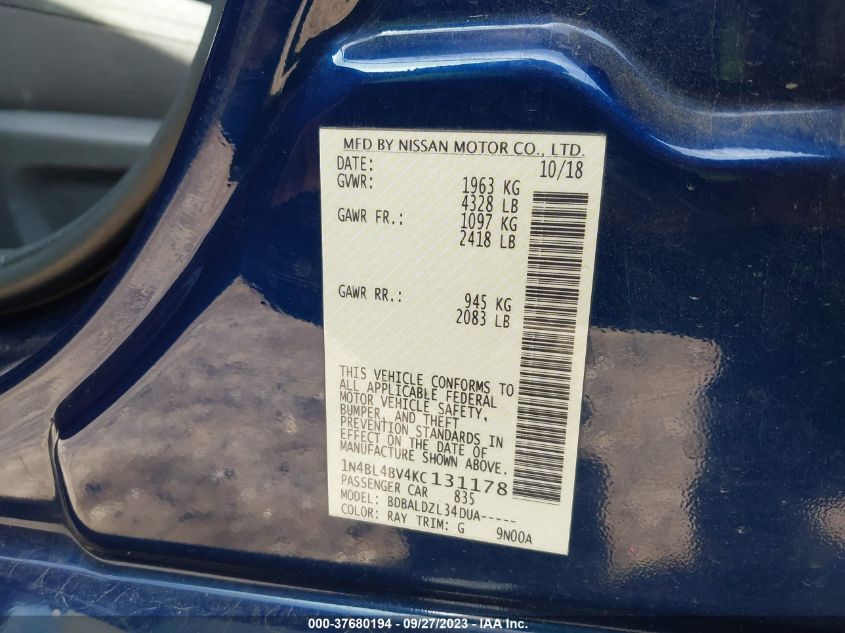 MFD BY NISSAN MOTOR CO., LTD.
DATE: 10/18
GVWR: 1963 KG
4328 LB
GAWR FR.: 1097 KG
2418 LB
GAWR RR.: 945 KG
2083 LB
THIS VEHICLE CONFORMS TO
ALL APPLICABLE FEDERAL
MOTOR VEHICLE SAFETY,
BUMPER, AND THEFT
PREVENTION STANDARDS IN
EFFECT ON THE DATE OF
MANUFACTURE SHOWN ABOVE.
1N4BL4BV4KC131178
PASSENGER CAR 835
MODEL: BDBALDZL34DUA-----
COLOR: RAY TRIM: G 9N00A
000-37680194 - 09/27/2023 - IAA Inc.